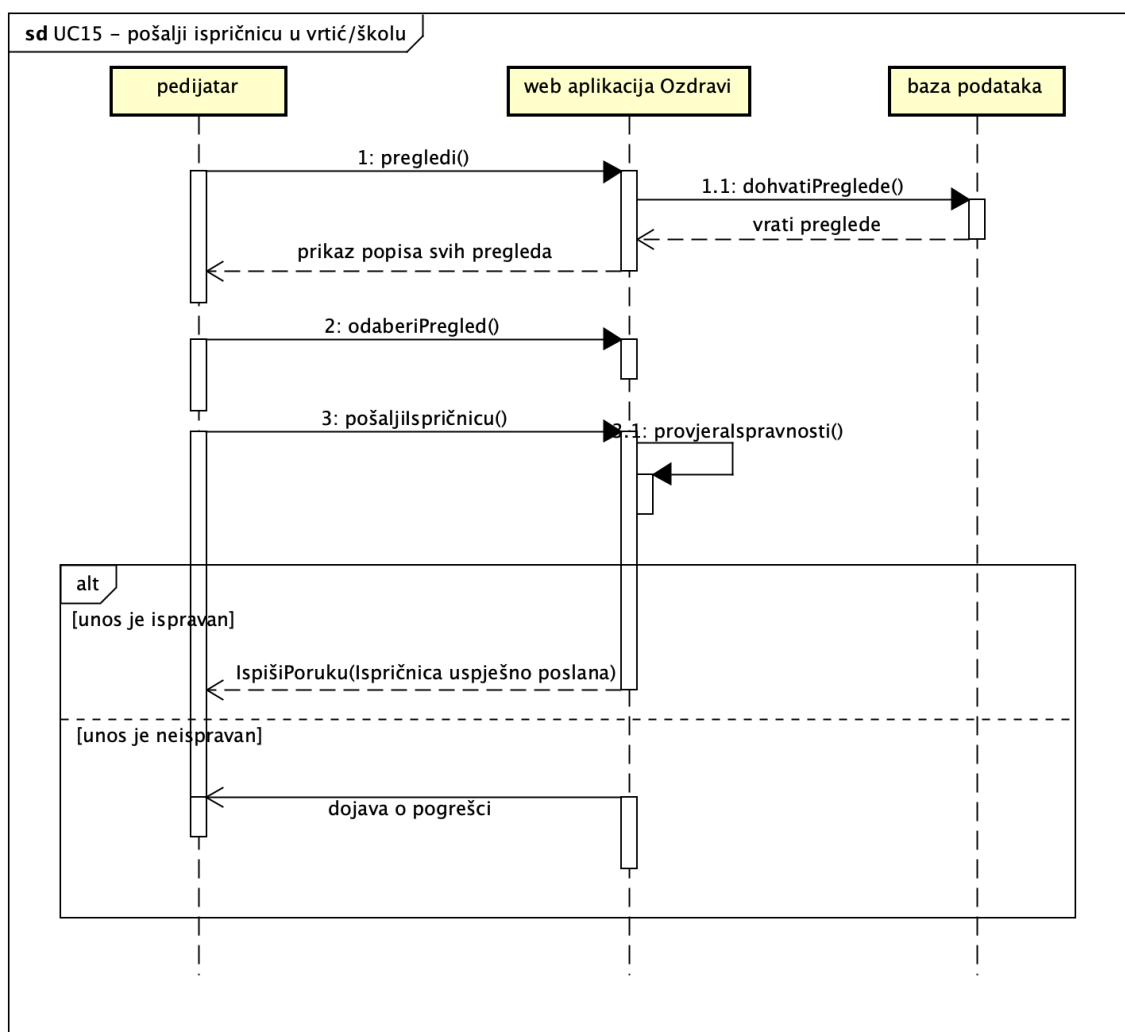 sd UC15 – pošalji ispričnicu u vrtić/školu
pedijatar
web aplikacija Ozdravi
baza podataka
1: pregledi()
1.1: dohvatiPreglede()
vrati preglede
prikaz popisa svih pregleda
2: odaberiPregled()
3: pošaljiIspričnicu()
3.1: provjeraIspravnosti()
alt
[unos je ispravan]
IspišiPoruku(Ispričnica uspješno poslana)
[unos je neispravan]
dojava o pogrešci